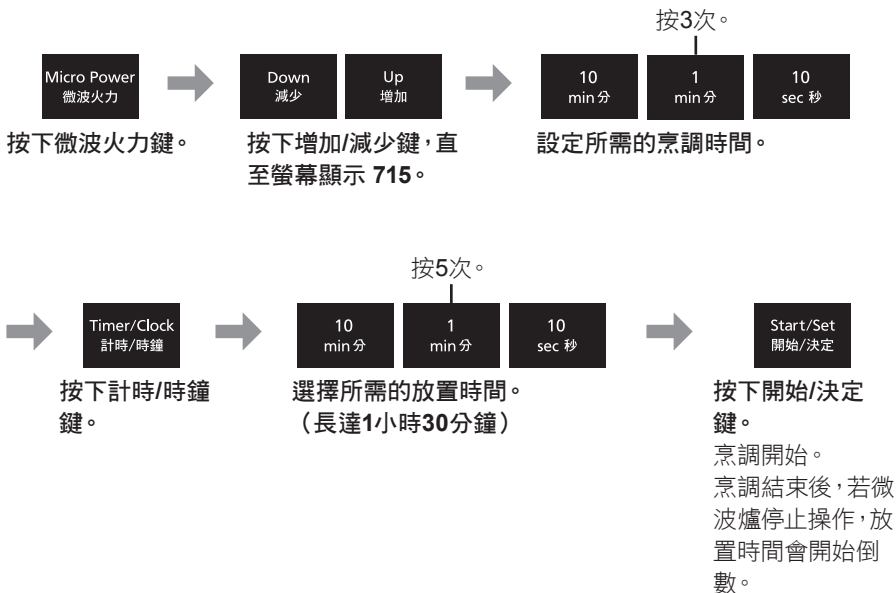 按3次。
Micro Power
微波火力
Down
減少
Up
增加
10
min 分
1
min 分
10
sec 秒
按下微波火力鍵。
按下增加/減少鍵，直
至螢幕顯示 715。
設定所需的烹調時間。
按5次。
Timer/Clock
計時/時鐘
10
min 分
1
min 分
10
sec 秒
Start/Set
開始/決定
按下計時/時鐘
鍵。
選擇所需的放置時間。
（長達1小時30分鐘）
按下開始/決定
鍵。
烹調開始。
烹調結束後，若微
波爐停止操作，放
置時間會開始倒
數。